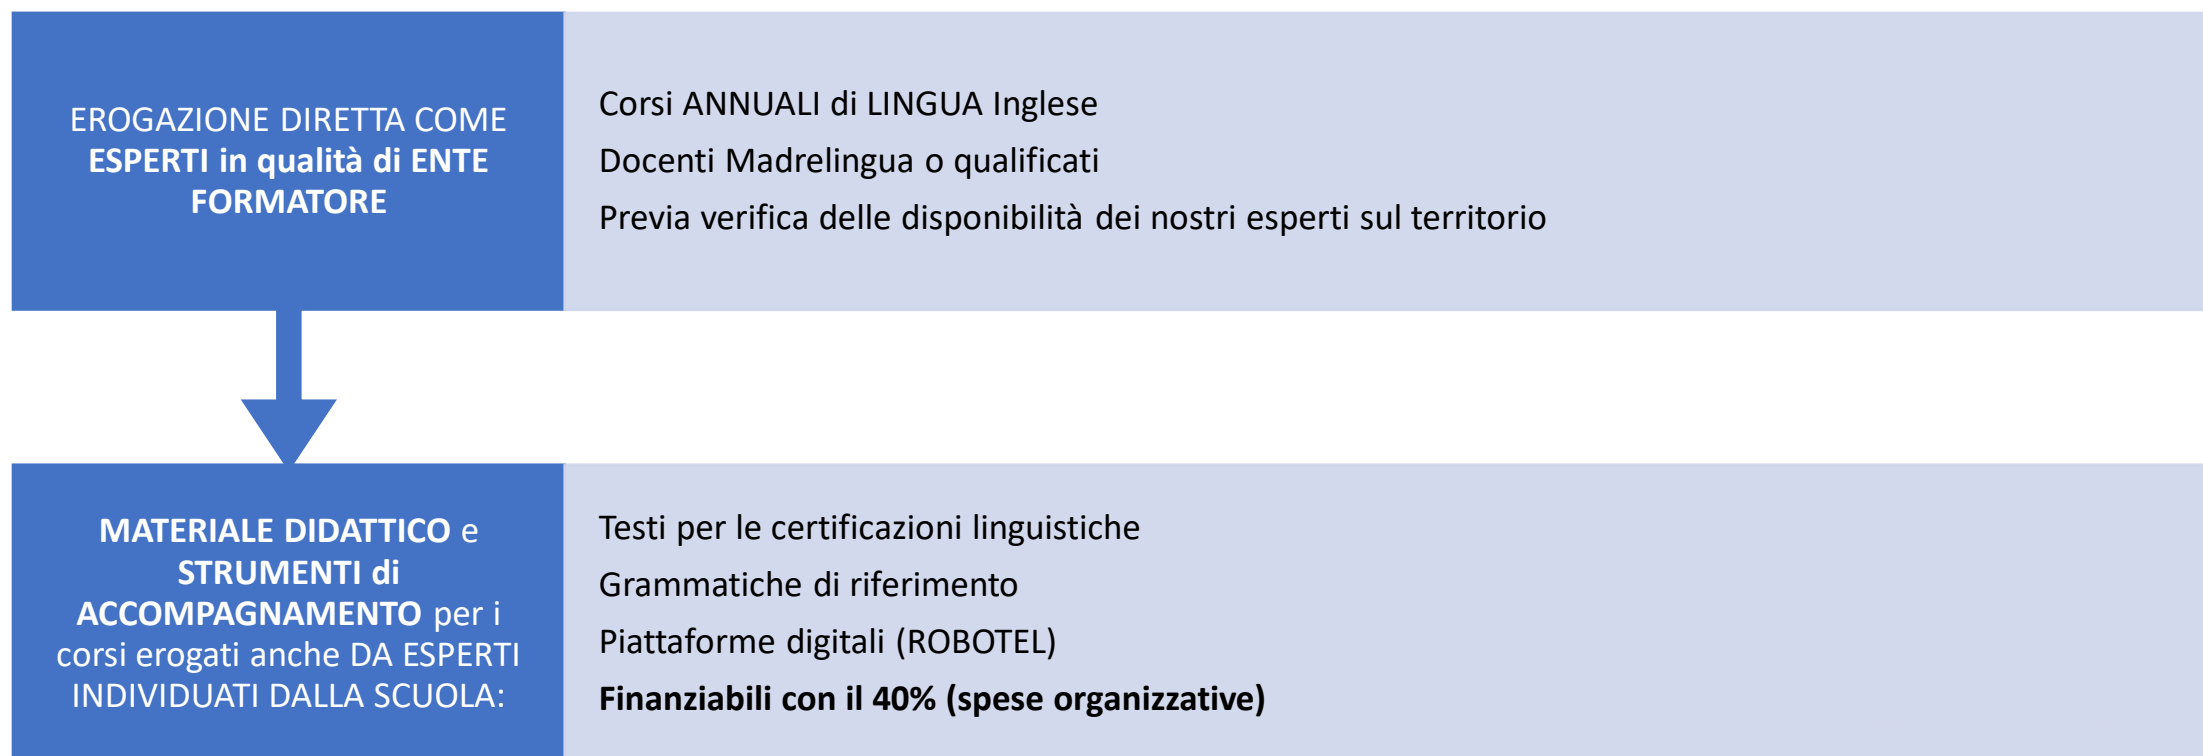 EROGAZIONE DIRETTA COME
ESPERTI in qualità di ENTE
FORMATORE
Corsi ANNUALI di LINGUA Inglese
Docenti Madrelingua o qualificati
Previa verifica delle disponibilità dei nostri esperti sul territorio
MATERIALE DIDATTICO e
STRUMENTI di
ACCOMPAGNAMENTO per i
corsi erogati anche DA ESPERTI
INDIVIDUATI DALLA SCUOLA:
Testi per le certificazioni linguistiche
Grammatiche di riferimento
Piattaforme digitali (ROBOTEL)
Finanziabili con il 40% (spese organizzative)